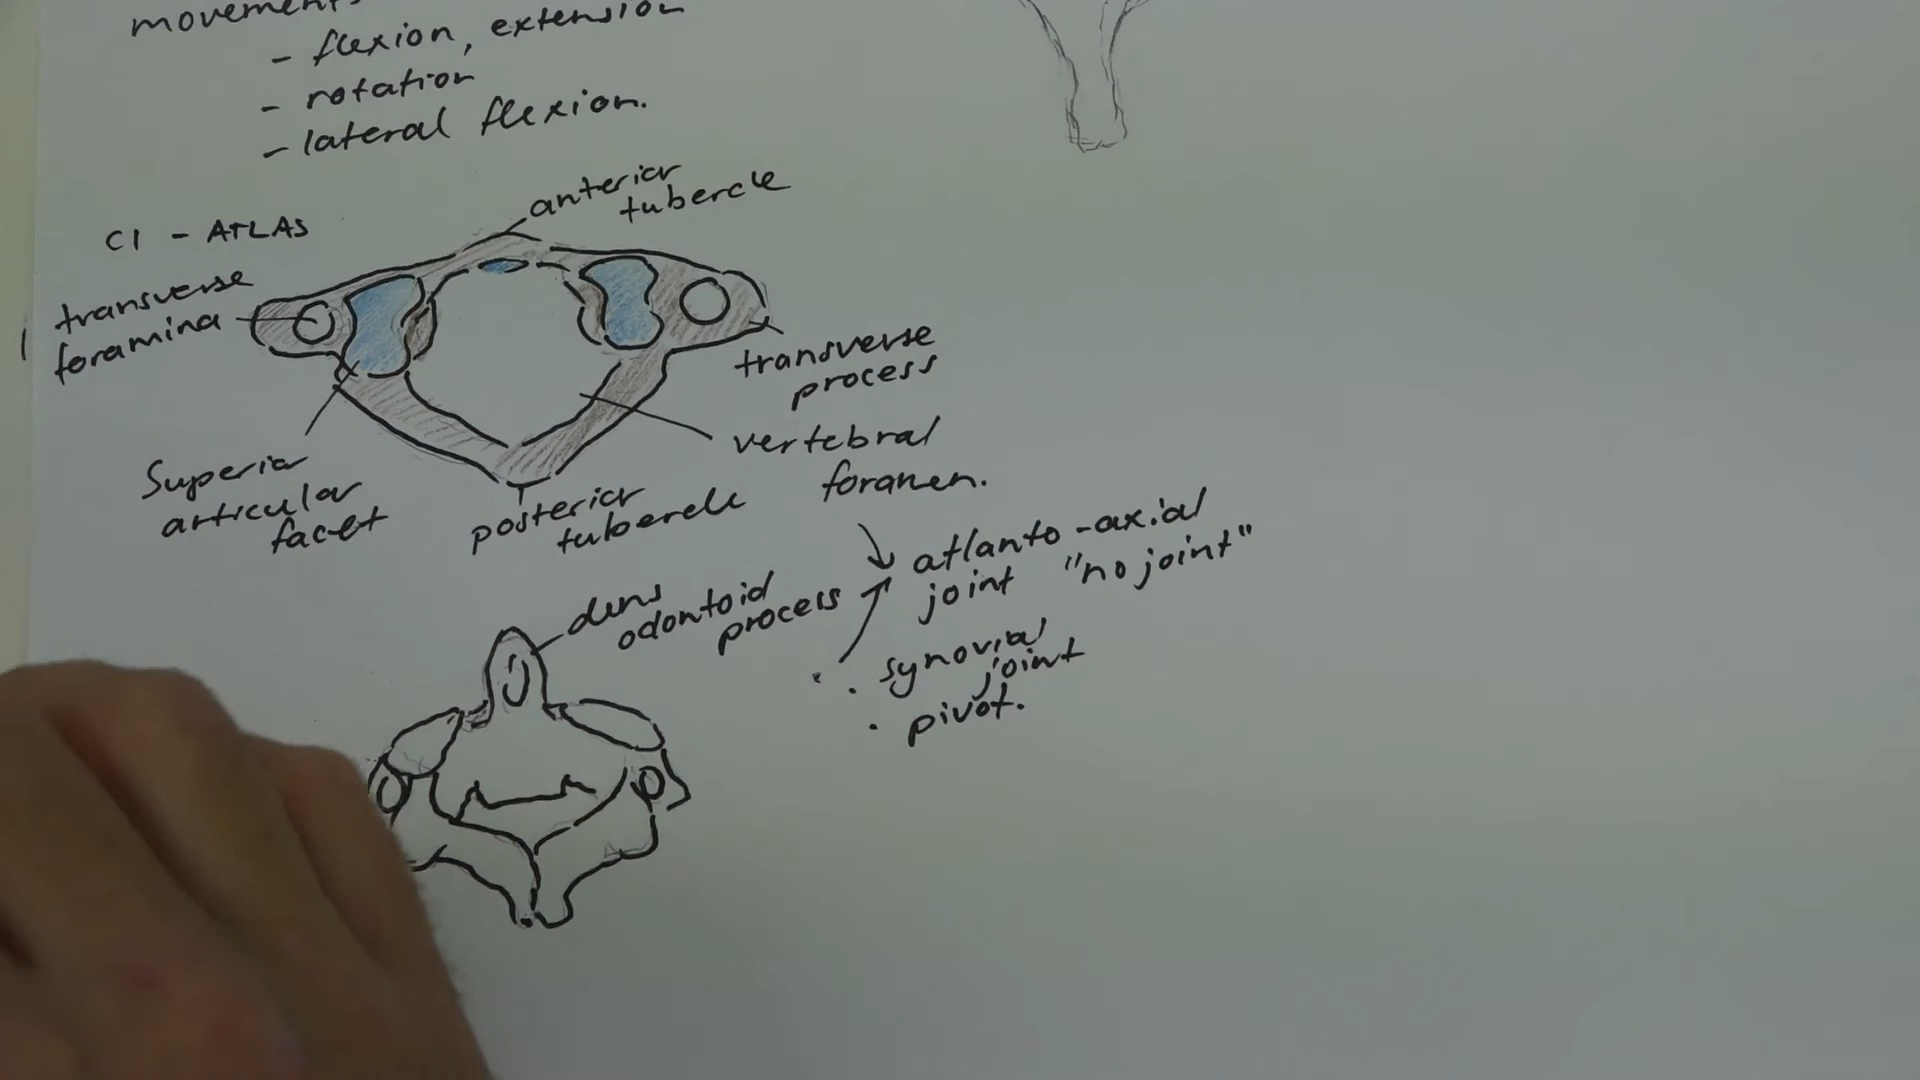 movements
- flexion, extension
- rotation
- lateral flexion.
anterior
tubercle
C1 - ATLAS
transverse
foramina
transverse
process
vertebral
foramen.
Superior
articular
facet
posterior
tubercle
atlanto-axial
joint "no joint"
dens
odontoid
process
. synovial
joint
. pivot.